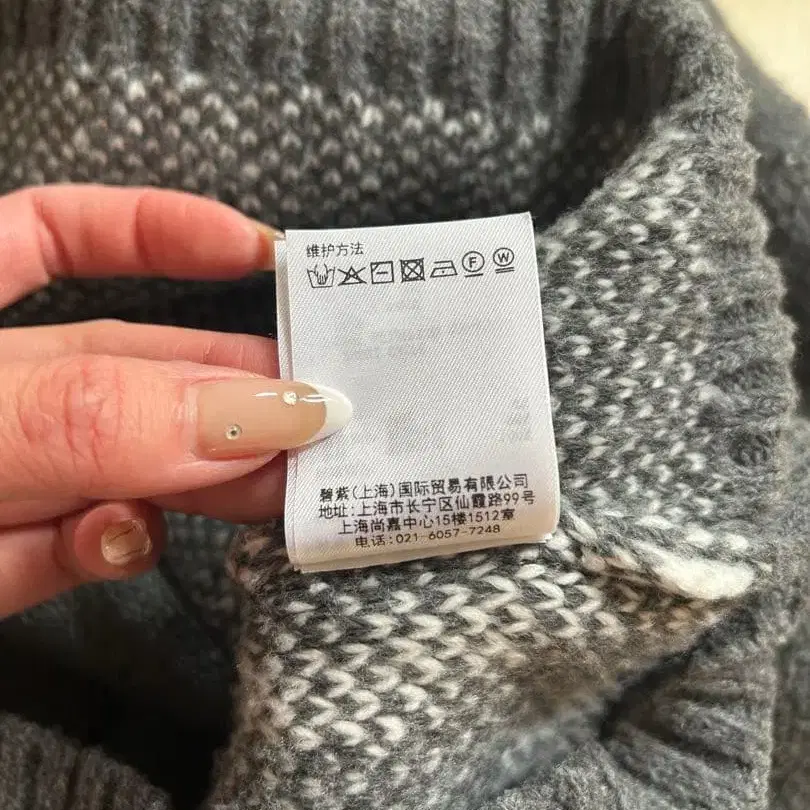 维护方法
F W
碧紫(上海)国际贸易有限公司
地址:上海市长宁区仙霞路99号
上海尚嘉中心15楼1512室
电话:021-6057-7248